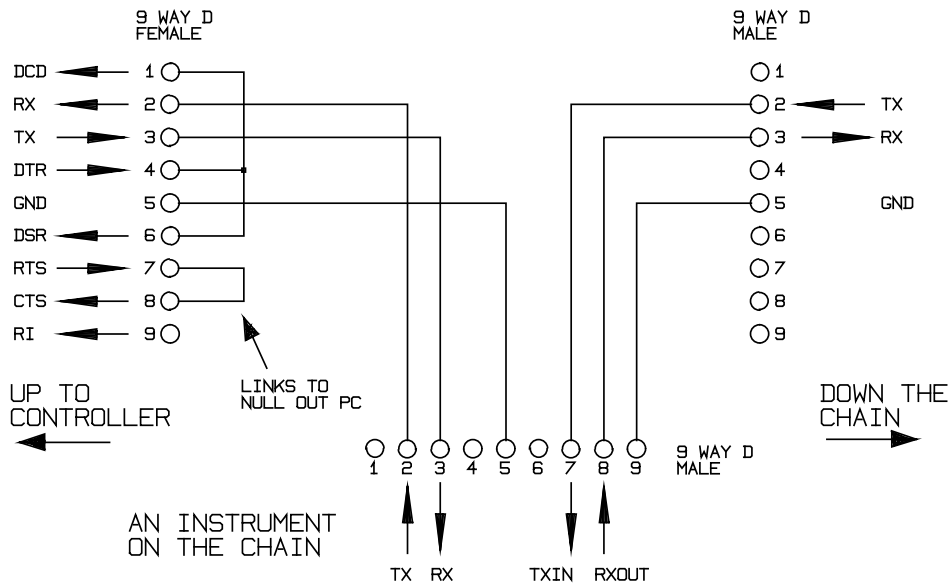 9 WAY D
FEMALE
9 WAY D
MALE
DCD 1
RX 2
TX 3
DTR 4
GND 5
DSR 6
RTS 7
CTS 8
RI 9
1
2 TX
3 RX
4
5 GND
6
7
8
9
LINKS TO
NULL OUT PC
UP TO
CONTROLLER
DOWN THE
CHAIN
1 2 3 4 5 6 7 8 9
9 WAY D
MALE
AN INSTRUMENT
ON THE CHAIN
TX RX TXIN RXOUT